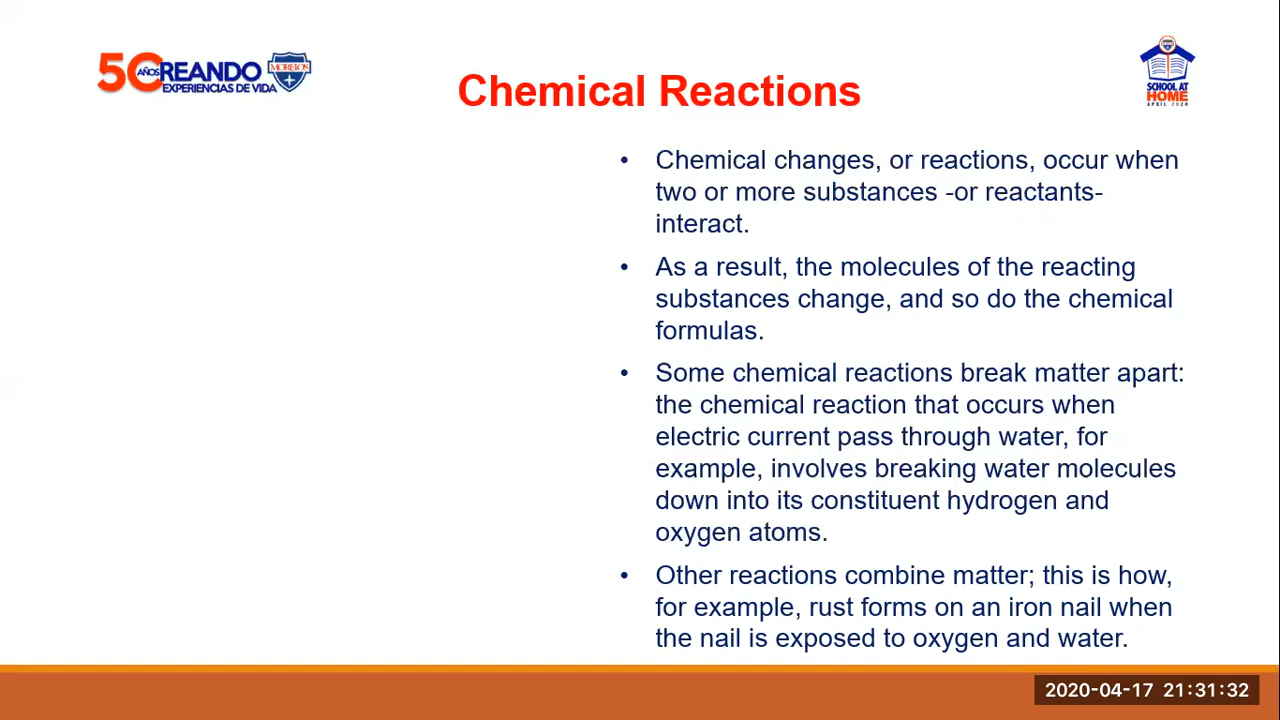 50 AÑOS CREANDO
EXPERIENCIAS DE VIDA
MORELOS
SCHOOL AT
HOME
APRIL 2020
Chemical Reactions
• Chemical changes, or reactions, occur when
two or more substances -or reactants-
interact.
• As a result, the molecules of the reacting
substances change, and so do the chemical
formulas.
• Some chemical reactions break matter apart:
the chemical reaction that occurs when
electric current pass through water, for
example, involves breaking water molecules
down into its constituent hydrogen and
oxygen atoms.
• Other reactions combine matter; this is how,
for example, rust forms on an iron nail when
the nail is exposed to oxygen and water.
2020-04-17 21:31:32